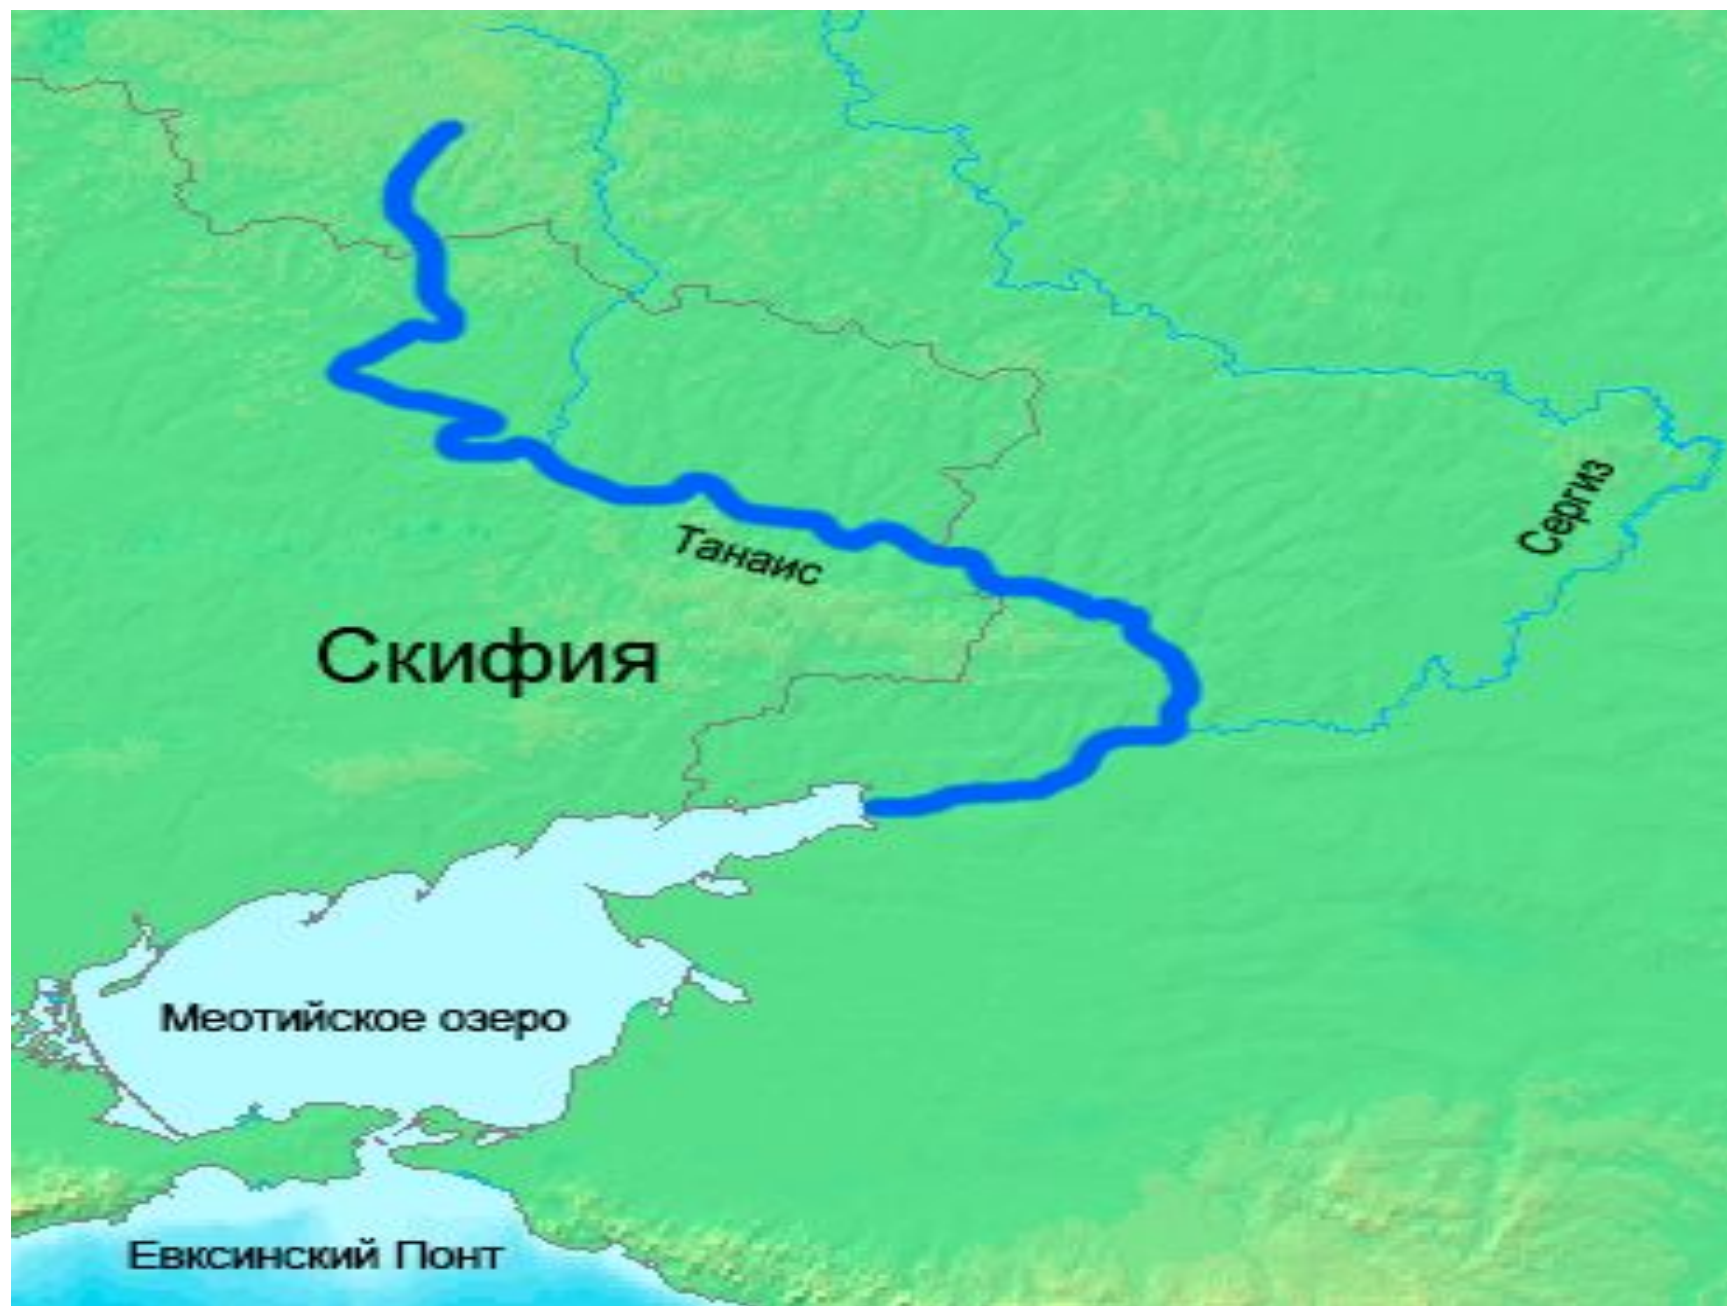 Сергиз
Танаис
Скифия
Меотийское озеро
Евксинский Понт